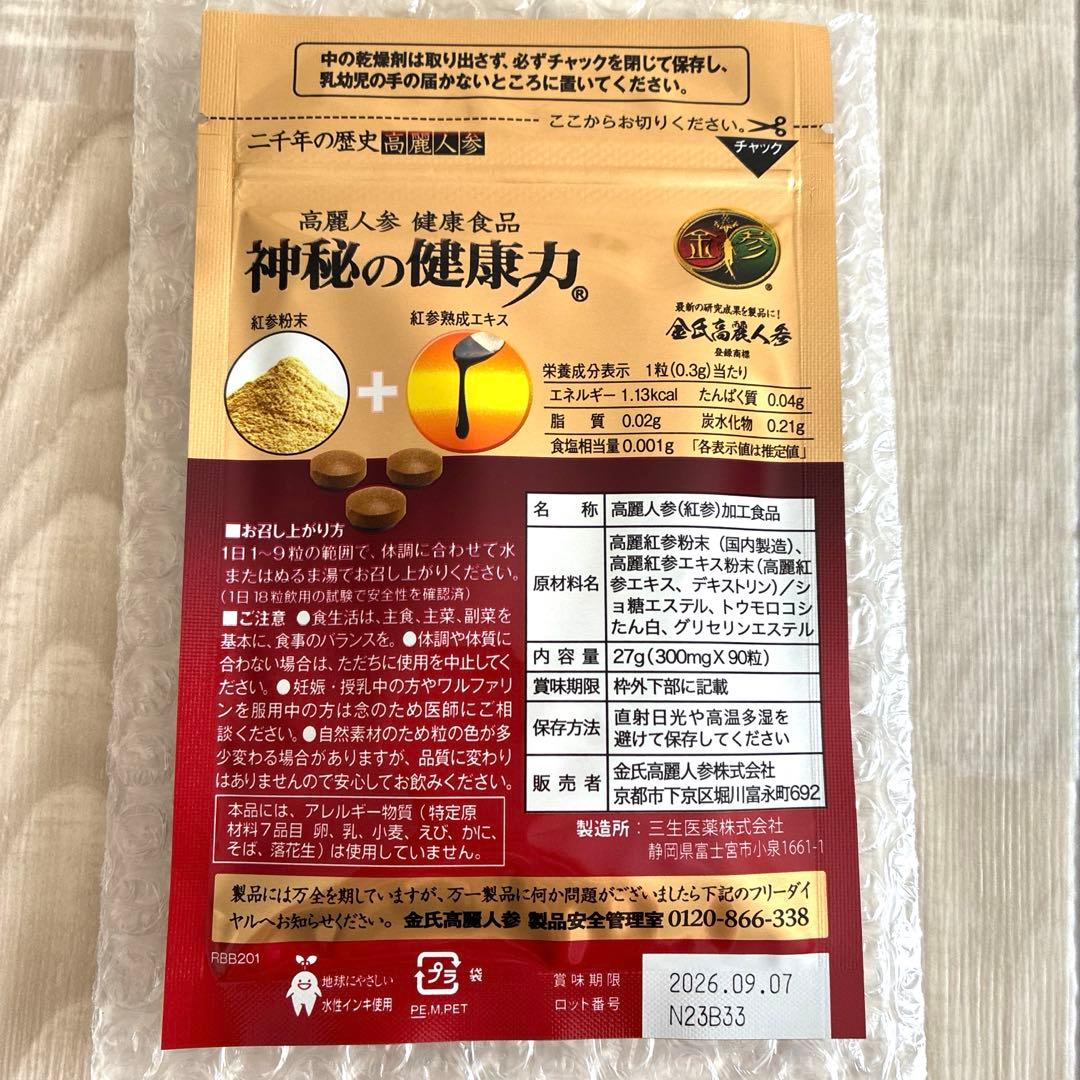 中の乾燥剤は取り出さず、必ずチャックを閉じて保存し、
乳幼児の手の届かないところに置いてください。
ここからお切りください。
チャック
二千年の歴史 高麗人参
高麗人参 健康食品
神秘の健康力®
金参®
最新の研究成果を製品に!
金氏高麗人参
登録商標
紅参粉末
+
紅参熟成エキス
栄養成分表示 1粒(0.3g)当たり
エネルギー 1.13kcal たんぱく質 0.04g
脂質 0.02g 炭水化物 0.21g
食塩相当量 0.001g 「各表示値は推定値」
■お召し上がり方
1日1~9粒の範囲で、体調に合わせて水
またはぬるま湯でお召し上がりください。
(1日18粒飲用の試験で安全性を確認済)
■ご注意 ●食生活は、主食、主菜、副菜を
基本に、食事のバランスを。●体調や体質に
合わない場合は、ただちに使用を中止してく
ださい。●妊娠・授乳中の方やワルファリ
ンを服用中の方は念のため医師にご相
談ください。●自然素材のため粒の色が多
少変わる場合がありますが、品質に変わり
はありませんので安心してお飲みください。
本品には、アレルギー物質(特定原
材料7品目 卵、乳、小麦、えび、かに、
そば、落花生)は使用していません。
名称 高麗人参(紅参)加工食品
原材料名 高麗紅参粉末(国内製造)、
高麗紅参エキス粉末(高麗紅
参エキス、デキストリン)/シ
ョ糖エステル、トウモロコシ
たん白、グリセリンエステル
内容量 27g(300mgX90粒)
賞味期限 枠外下部に記載
保存方法 直射日光や高温多湿を
避けて保存してください
販売者 金氏高麗人参株式会社
京都市下京区堀川富永町692
製造所:三生医薬株式会社
静岡県富士宮市小泉1661-1
製品には万全を期していますが、万一製品に何か問題がございましたら下記のフリーダイ
ヤルへお知らせください。金氏高麗人参 製品安全管理室 0120-866-338
RBB201
地球にやさしい
水性インキ使用
プラ 袋
PE,M,PET
賞味期限 2026.09.07
ロット番号 N23B33